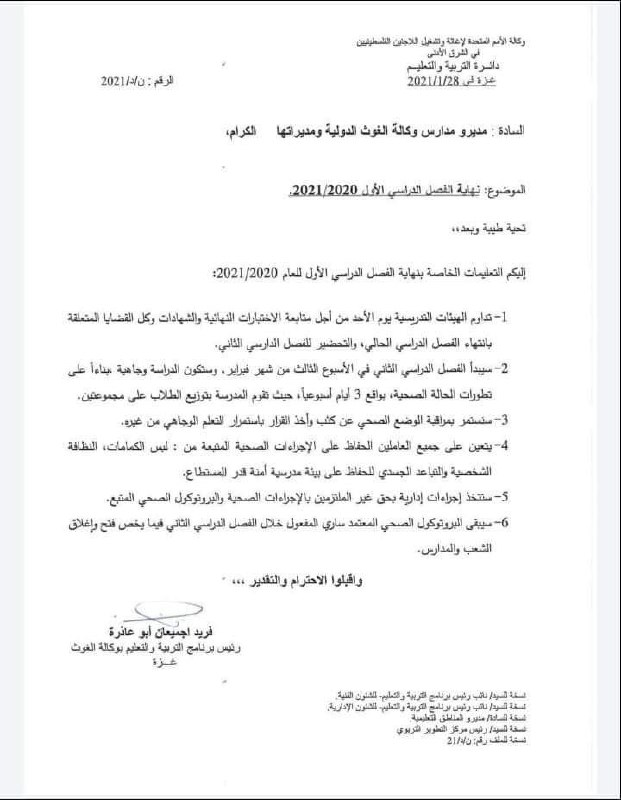 وكالة الأمم المتحدة لإغاثة وتشغيل اللاجئين الفلسطينيين
في الشرق الأدنى
دائرة التربية والتعليم
غزة في 2021/1/28
الرقم : ن/د/2021
السادة : مديرو مدارس وكالة الغوث الدولية ومديراتها الكرام،
الموضوع: نهاية الفصل الدراسي الأول 2021/2020.
تحية طيبة وبعد،،
إليكم التعليمات الخاصة بنهاية الفصل الدراسي الأول للعام 2021/2020:
1- تداوم الهيئات التدريسية يوم الأحد من أجل متابعة الاختبارات النهائية والشهادات وكل القضايا المتعلقة
بانتهاء الفصل الدراسي الحالي، والتحضير للفصل الدارسي الثاني.
2- سيبدأ الفصل الدراسي الثاني في الأسبوع الثالث من شهر فبراير، وستكون الدراسة وجاهية ،بناءاً على
تطورات الحالة الصحية، بواقع 3 أيام أسبوعياً، حيث تقوم المدرسة بتوزيع الطلاب على مجموعتين.
3- سنستمر بمراقبة الوضع الصحي عن كثب وأخذ القرار باستمرار التعلم الوجاهي من غيره.
4- يتعين على جميع العاملين الحفاظ على الإجراءات الصحية المتبعة من : لبس الكمامات، النظافة
الشخصية والتباعد الجسدي للحفاظ على بيئة مدرسية آمنة قدر المستطاع.
5- ستتخذ إجراءات إدارية بحق غير الملتزمين بالإجراءات الصحية والبروتوكول الصحي المتبع.
6- سيبقى البروتوكول الصحي المعتمد ساري المفعول خلال الفصل الدراسي الثاني فيما يخص فتح وإغلاق
الشعب والمدارس.
واقبلوا الاحترام والتقدير ،،،
فريد اجميعان أبو عاذرة
رئيس برنامج التربية والتعليم بوكالة الغوث
غـــزة
نسخة للسيد/ نائب رئيس برنامج التربية والتعليم- للشئون الفنية.
نسخة للسيد/ نائب رئيس برنامج التربية والتعليم- للشئون الإدارية.
نسخة للسادة/ مديرو المناطق التعليمية.
نسخة للسيد/ رئيس مركز التطوير التربوي
نسخة للملف رقم: ن/د/21